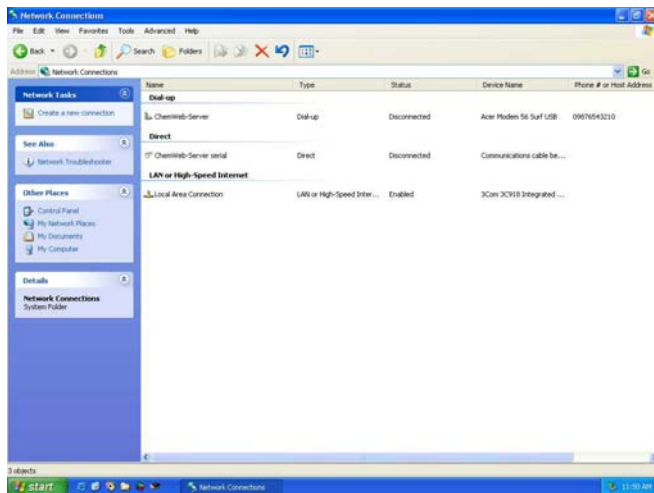 Network Connections
File Edit View Favorites Tools Advanced Help
Back Search Folders
Address Network Connections Go
Name Type Status Device Name Phone # or Host Address
Network Tasks
Create a new connection
See Also
Network Troubleshooter
Other Places
Control Panel
My Network Places
My Documents
My Computer
Details
Network Connections
System Folder
Dial-up
ChemWeb-Server Dial-up Disconnected Acer Modem 56 Surf USB 09876543210
Direct
ChemWeb-Server serial Direct Disconnected Communications cable be...
LAN or High-Speed Internet
Local Area Connection LAN or High-Speed Inter... Enabled 3Com 3C918 Integrated ...
3 objects
start Network Connections 11:50 AM